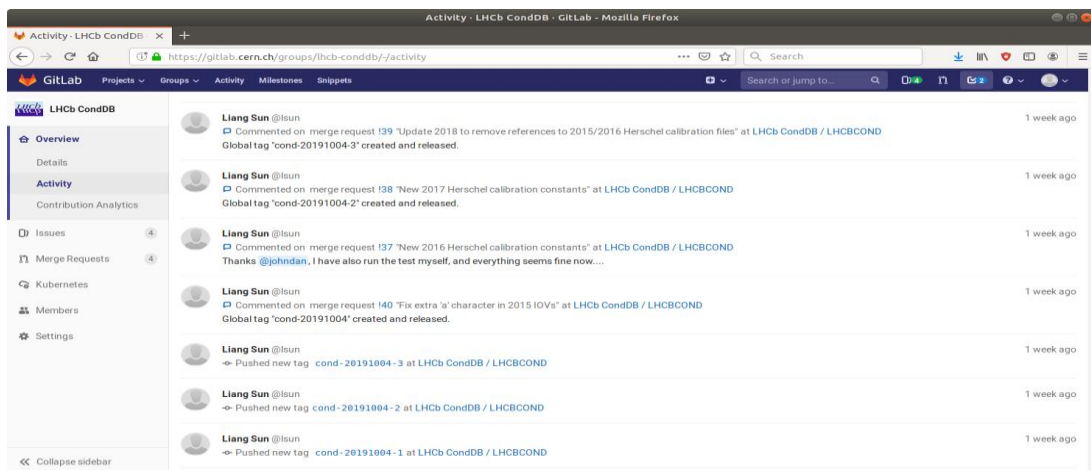 Activity · LHCb CondDB · GitLab - Mozilla Firefox
Activity · LHCb CondDB
https://gitlab.cern.ch/groups/lhcb-conddb/-/activity
Search
GitLab Projects Groups Activity Milestones Snippets
Search or jump to...
4
2
LHCb CondDB
Overview
Details
Activity
Contribution Analytics
Issues 4
Merge Requests 4
Kubernetes
Members
Settings
Collapse sidebar
Liang Sun @lsun 1 week ago
Commented on merge request !39 "Update 2018 to remove references to 2015/2016 Herschel calibration files" at LHCb CondDB / LHCBCOND
Global tag "cond-20191004-3" created and released.
Liang Sun @lsun 1 week ago
Commented on merge request !38 "New 2017 Herschel calibration constants" at LHCb CondDB / LHCBCOND
Global tag "cond-20191004-2" created and released.
Liang Sun @lsun 1 week ago
Commented on merge request !37 "New 2016 Herschel calibration constants" at LHCb CondDB / LHCBCOND
Thanks @johndan, I have also run the test myself, and everything seems fine now....
Liang Sun @lsun 1 week ago
Commented on merge request !40 "Fix extra 'a' character in 2015 IOVs" at LHCb CondDB / LHCBCOND
Global tag "cond-20191004" created and released.
Liang Sun @lsun 1 week ago
Pushed new tag cond-20191004-3 at LHCb CondDB / LHCBCOND
Liang Sun @lsun 1 week ago
Pushed new tag cond-20191004-2 at LHCb CondDB / LHCBCOND
Liang Sun @lsun 1 week ago
Pushed new tag cond-20191004-1 at LHCb CondDB / LHCBCOND